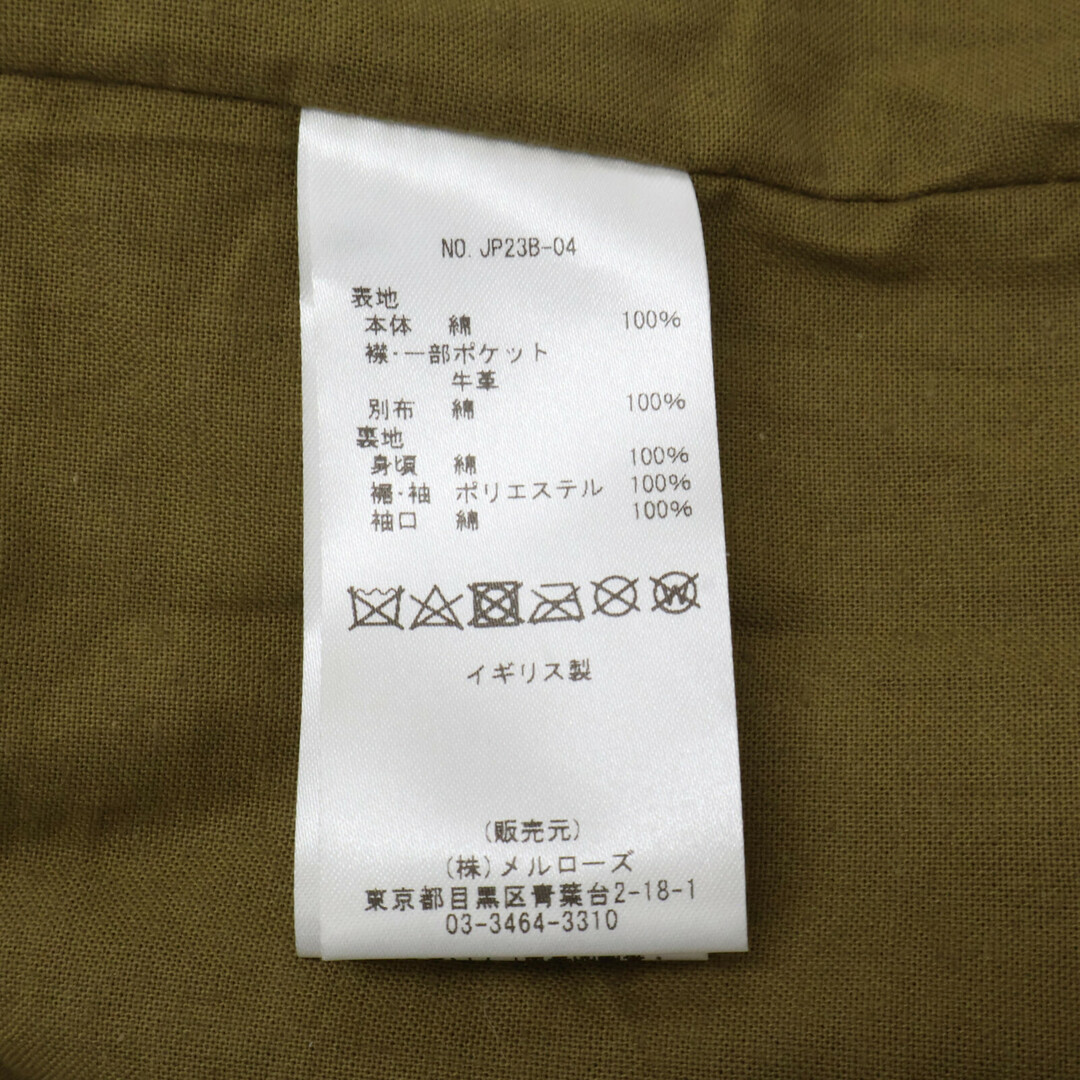 NO. JP23B-04
表地
本体 綿 100%
襟・一部ポケット
牛革
別布 綿 100%
裏地
身頃 綿 100%
裾・袖 ポリエステル 100%
袖口 綿 100%
W
イギリス製
(販売元)
(株)メルローズ
東京都目黒区青葉台2-18-1
03-3464-3310